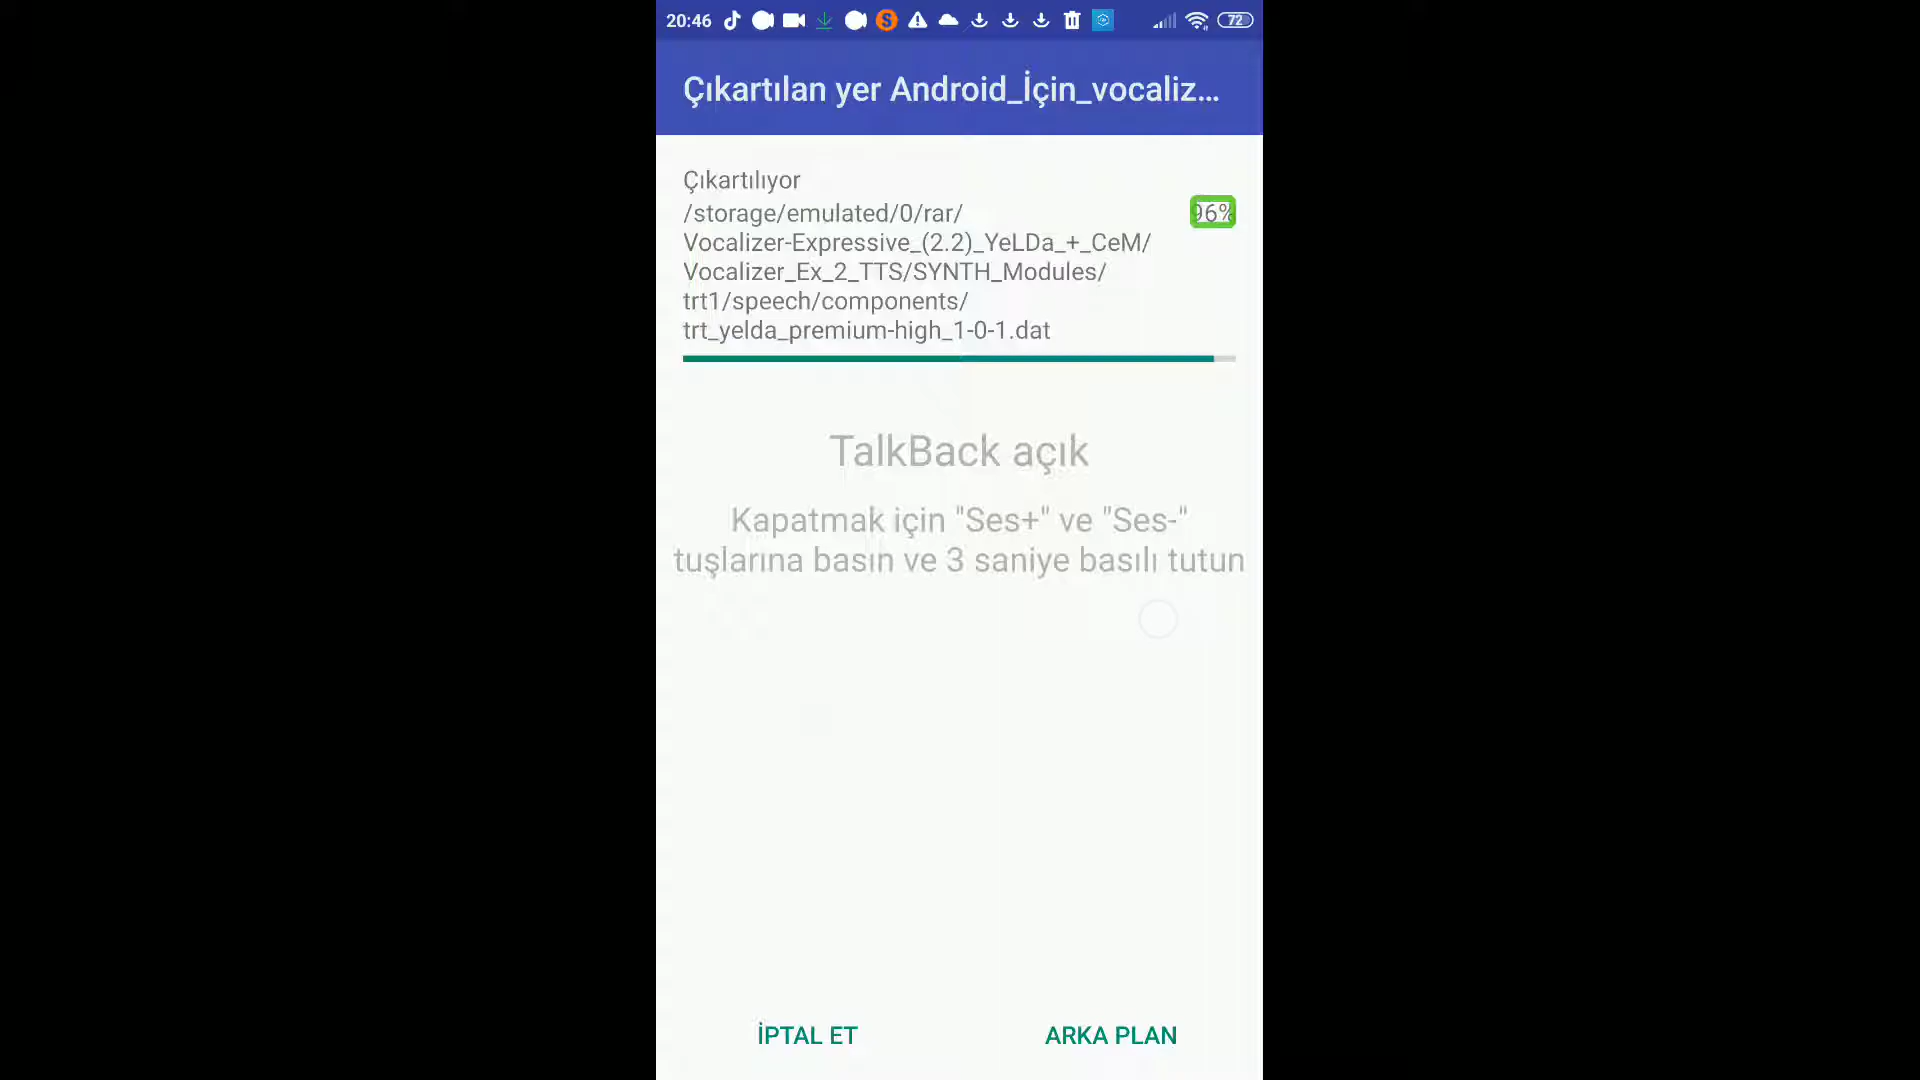 20:46
72
Çıkartılan yer Android_İçin_vocaliz...
Çıkartılıyor
/storage/emulated/0/rar/
96%
Vocalizer-Expressive_(2.2)_YeLDa_+_CeM/
Vocalizer_Ex_2_TTS/SYNTH_Modules/
trt1/speech/components/
trt_yelda_premium-high_1-0-1.dat
TalkBack açık
Kapatmak için "Ses+" ve "Ses-"
tuşlarına basın ve 3 saniye basılı tutun
İPTAL ET
ARKA PLAN